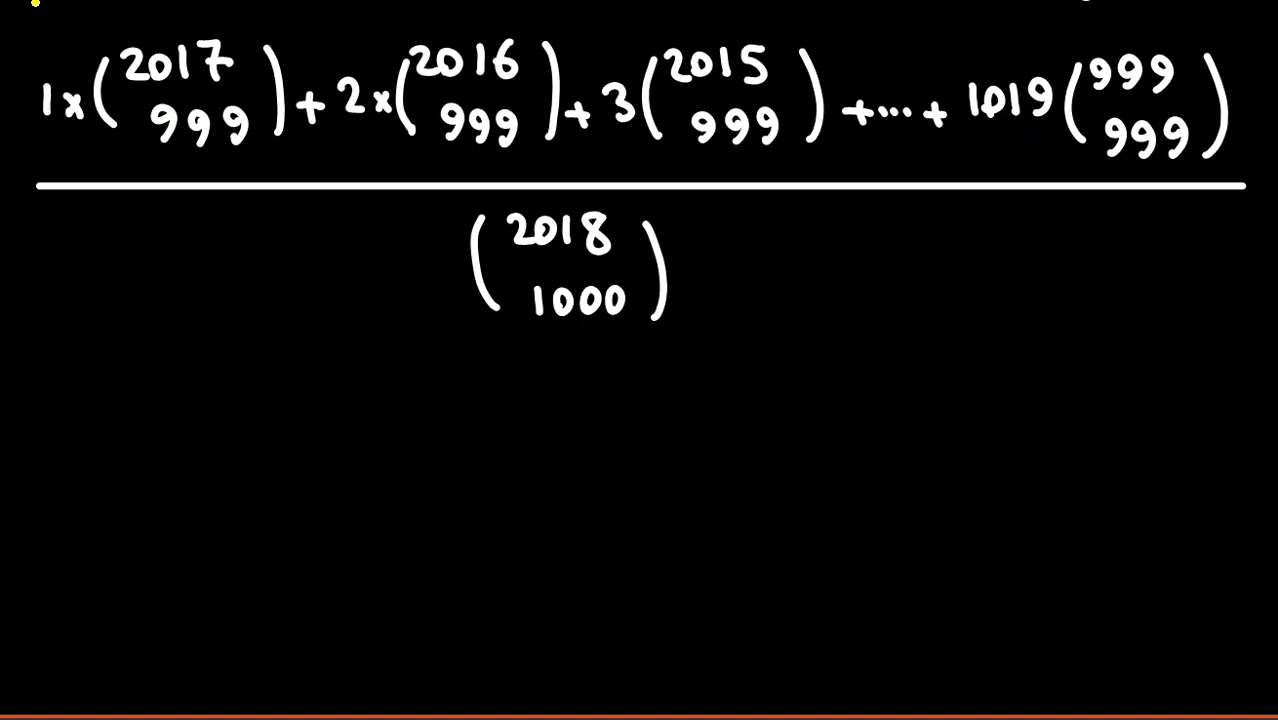 1 x (2017 999) + 2 x (2016 999) + 3 (2015 999) + ... + 1019 (999 999)
(2018 1000)